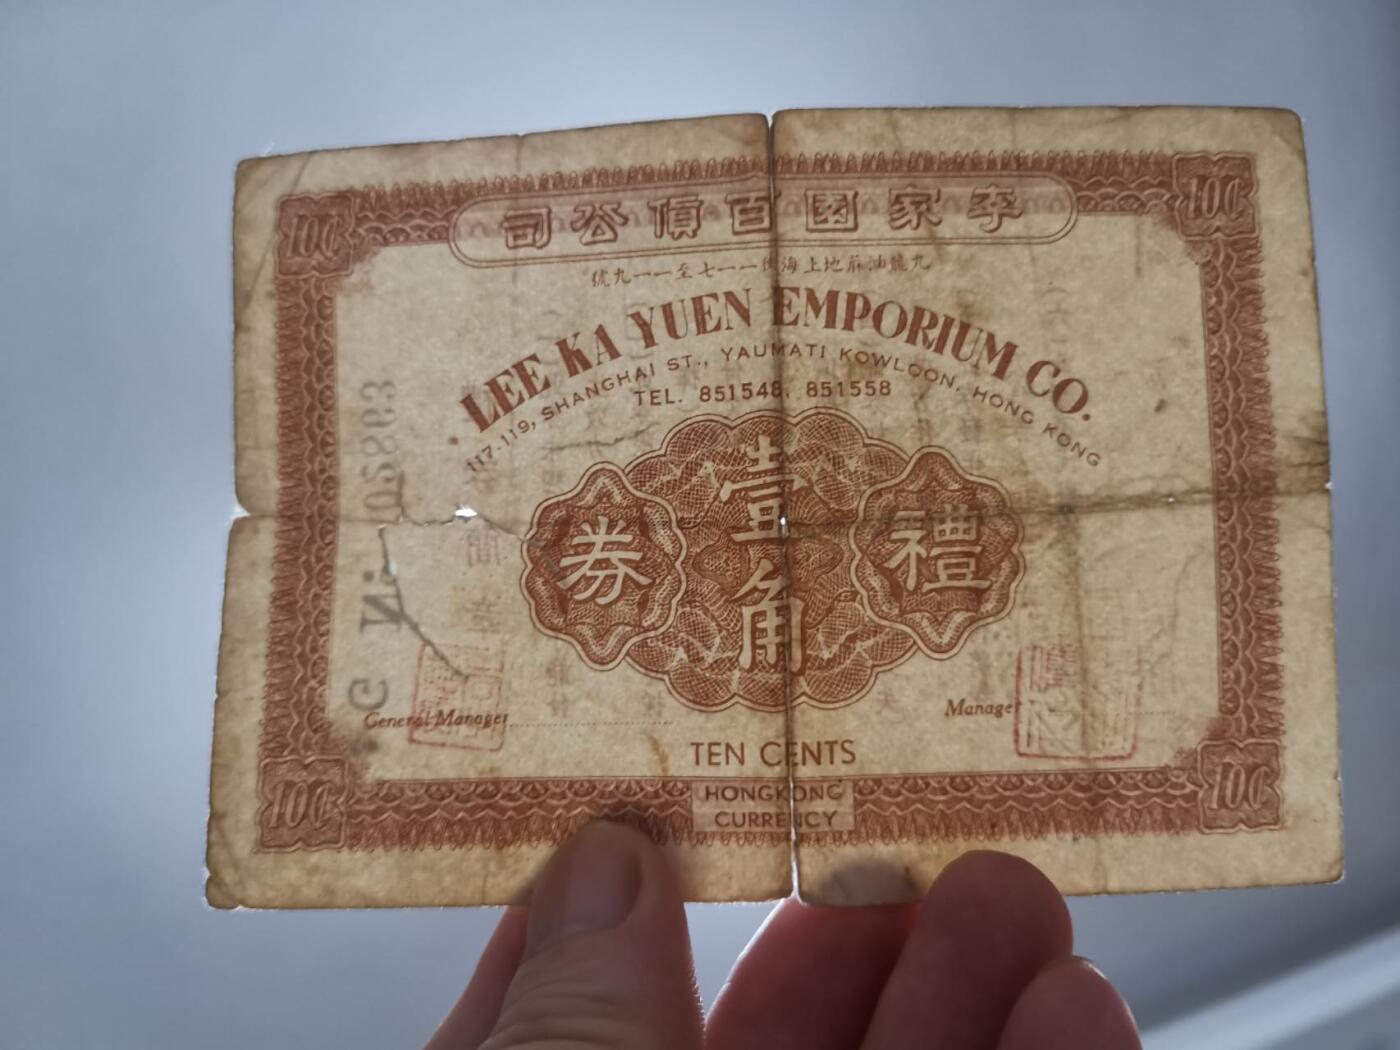 100
100
李家園百貨公司
九龍油蔴地上海街一一七至一一九號
LEE KA YUEN EMPORIUM CO.
117-119, SHANGHAI ST., YAUMATI KOWLOON, HONG KONG
TEL. 851548, 851558
壹角
禮券
General Manager
Manager
TEN CENTS
HONGKONG
CURRENCY
10¢
10¢